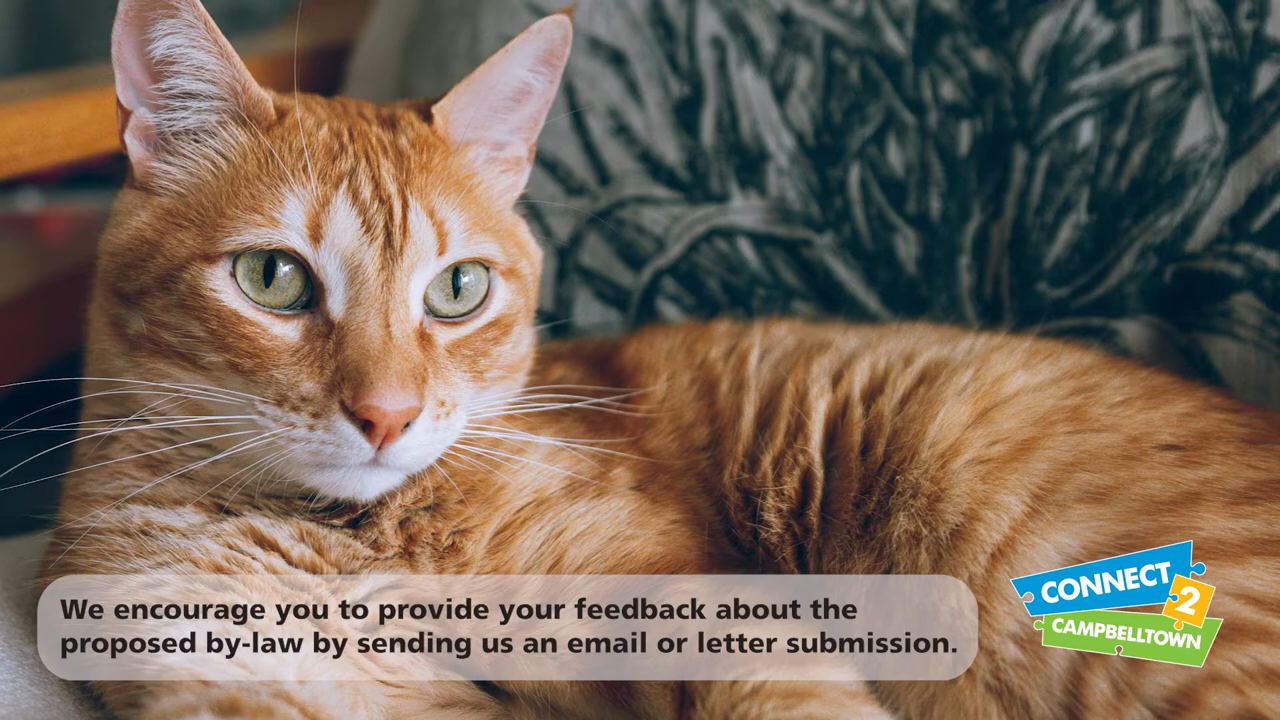 We encourage you to provide your feedback about the
proposed by-law by sending us an email or letter submission.
CONNECT
2
CAMPBELLTOWN